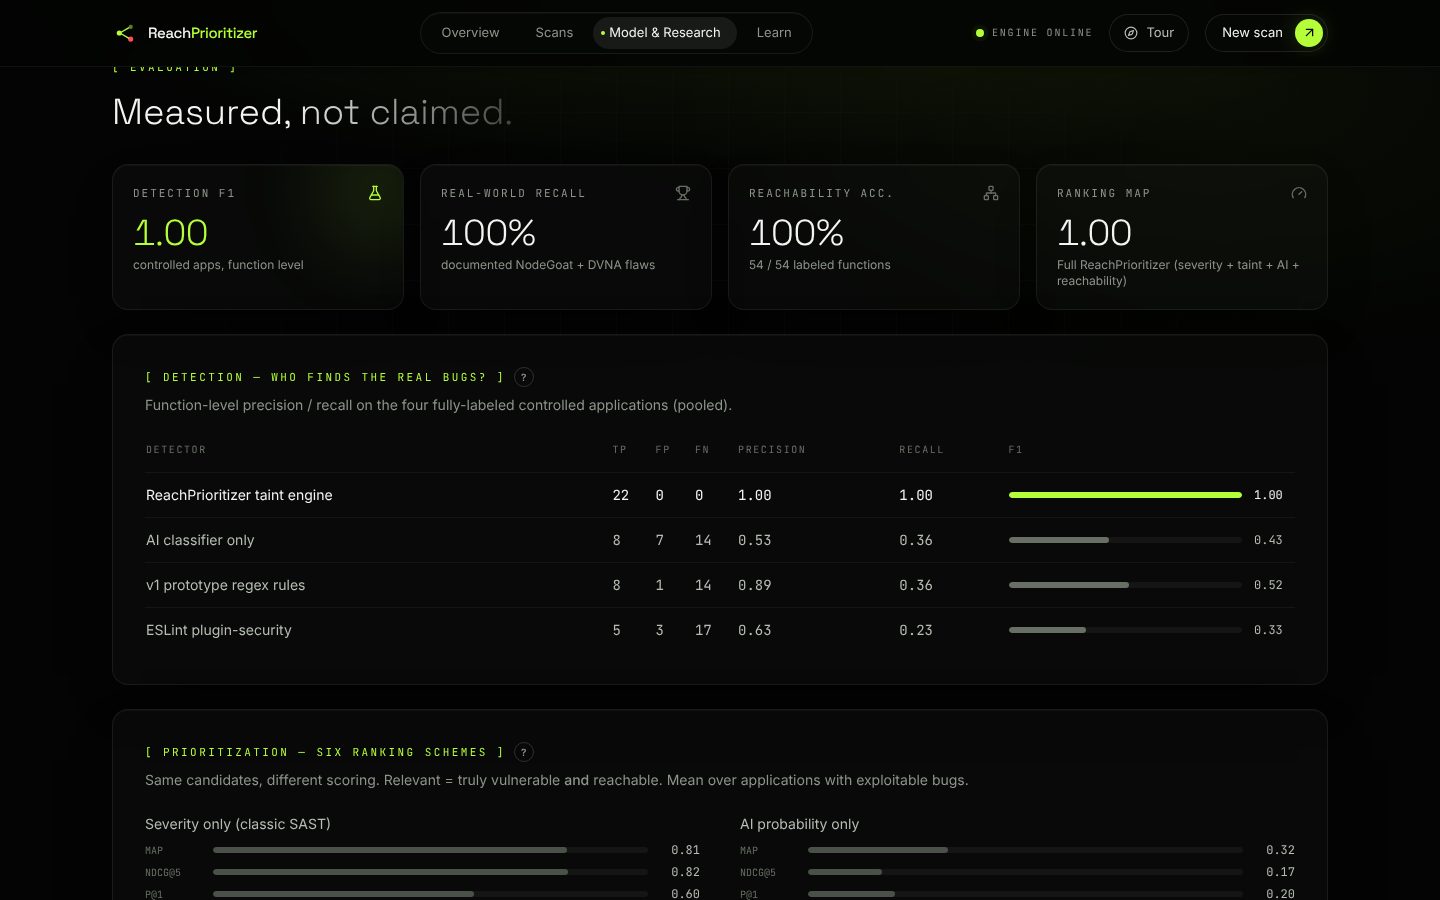 ReachPrioritizer
Overview
Scans
Model & Research
Learn
ENGINE ONLINE
Tour
New scan
[ EVALUATION ]
Measured, not claimed.
DETECTION F1
1.00
controlled apps, function level
REAL-WORLD RECALL
100%
documented NodeGoat + DVNA flaws
REACHABILITY ACC.
100%
54 / 54 labeled functions
RANKING MAP
1.00
Full ReachPrioritizer (severity + taint + AI +
reachability)
[ DETECTION — WHO FINDS THE REAL BUGS? ] ?
Function-level precision / recall on the four fully-labeled controlled applications (pooled).
DETECTOR TP FP FN PRECISION RECALL F1
ReachPrioritizer taint engine 22 0 0 1.00 1.00 1.00
AI classifier only 8 7 14 0.53 0.36 0.43
v1 prototype regex rules 8 1 14 0.89 0.36 0.52
ESLint plugin-security 5 3 17 0.63 0.23 0.33
[ PRIORITIZATION — SIX RANKING SCHEMES ] ?
Same candidates, different scoring. Relevant = truly vulnerable and reachable. Mean over applications with exploitable bugs.
Severity only (classic SAST)
MAP 0.81
NDCG@5 0.82
P@1 0.60
AI probability only
MAP 0.32
NDCG@5 0.17
P@1 0.20